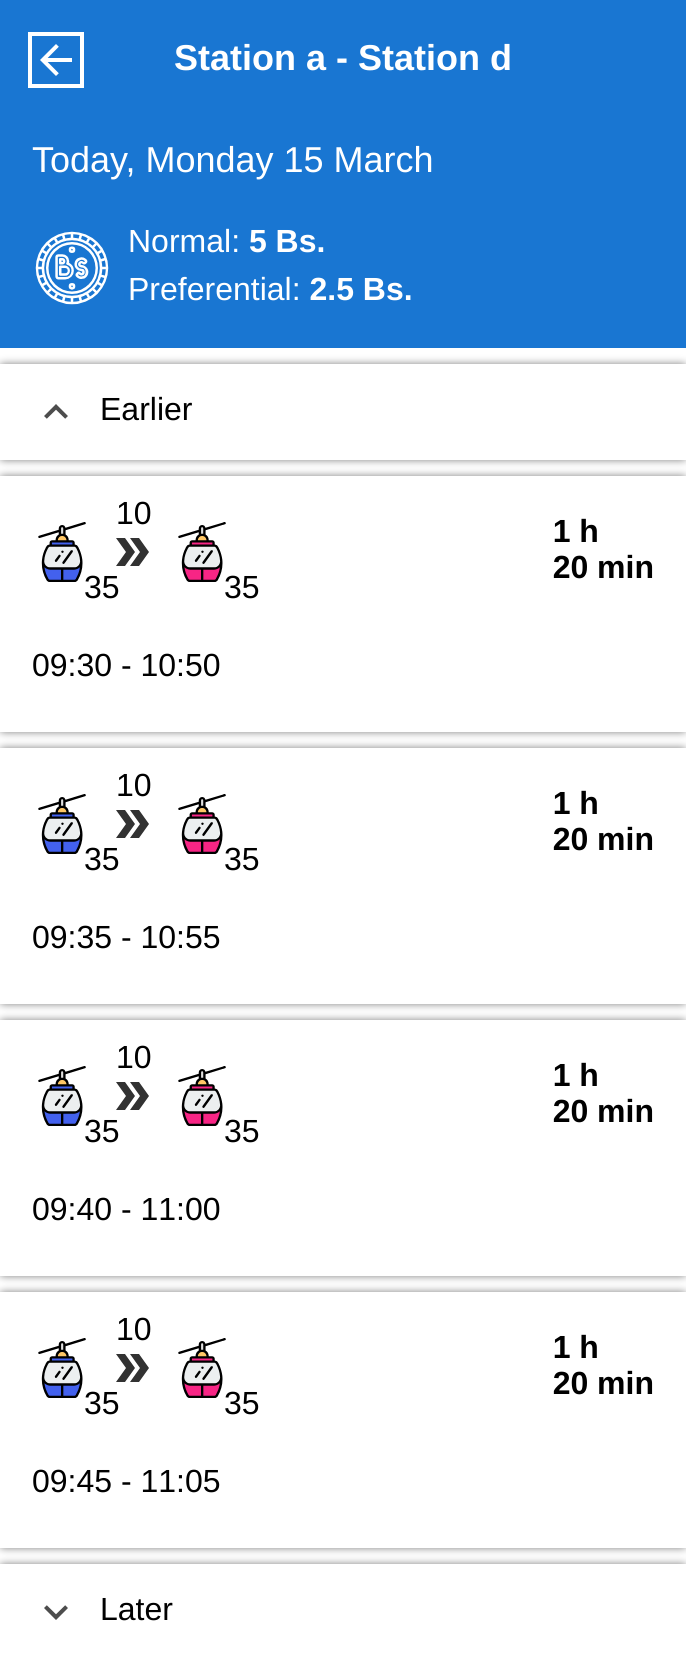 Station a - Station d
Today, Monday 15 March
Bs
Normal: 5 Bs.
Preferential: 2.5 Bs.
Earlier
10
35
35
1 h
20 min
09:30 - 10:50
10
35
35
1 h
20 min
09:35 - 10:55
10
35
35
1 h
20 min
09:40 - 11:00
10
35
35
1 h
20 min
09:45 - 11:05
Later